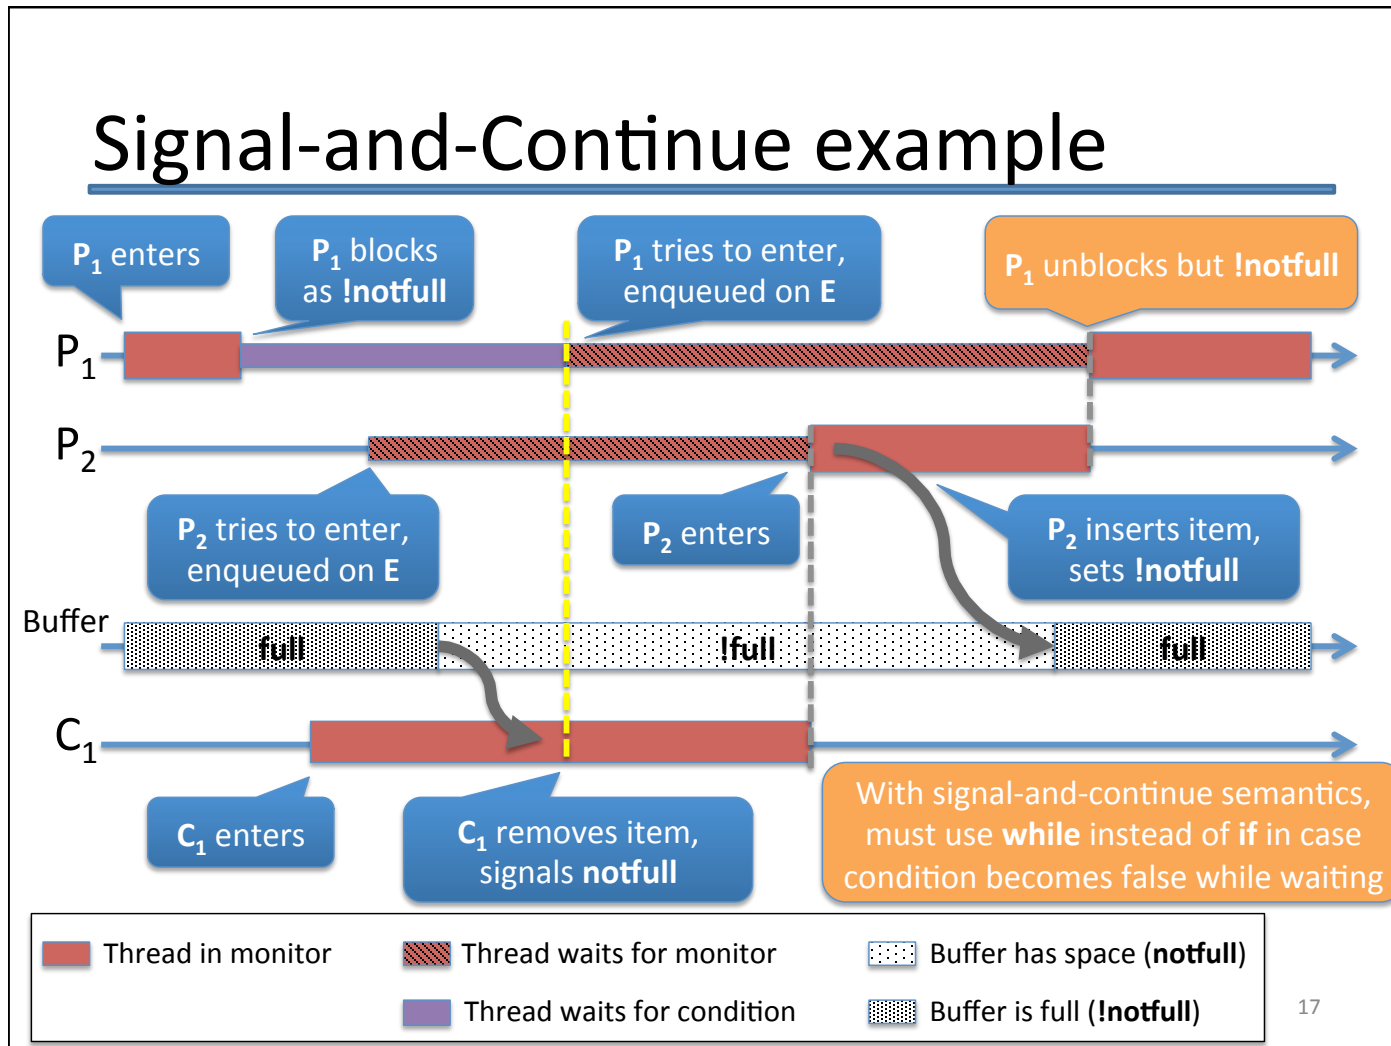 Signal-and-Continue example
P1 enters
P1 blocks
as !notfull
P1 tries to enter,
enqueued on E
P1 unblocks but !notfull
P1
P2
P2 tries to enter,
enqueued on E
P2 enters
P2 inserts item,
sets !notfull
Buffer
full
!full
full
C1
C1 enters
C1 removes item,
signals notfull
With signal-and-continue semantics,
must use while instead of if in case
condition becomes false while waiting
Thread in monitor
Thread waits for monitor
Buffer has space (notfull)
Thread waits for condition
Buffer is full (!notfull)
17